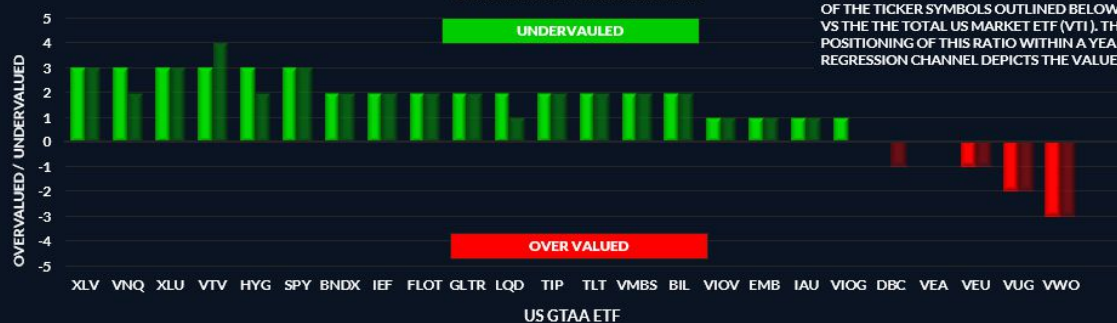 OF THE TICKER SYMBOLS OUTLINED BELOW
VS THE THE TOTAL US MARKET ETF (VTI ). TH
POSITIONING OF THIS RATIO WITHIN A YEA
REGRESSION CHANNEL DEPICTS THE VALUE
UNDERVAULED
OVERVALUED / UNDERVALUED
5
4
3
2
1
0
-1
-2
-3
-4
-5
OVER VALUED
XLV VNQ XLU VTV HYG SPY BNDX IEF FLOT GLTR LQD TIP TLT VMBS BIL VIOV EMB IAU VIOG DBC VEA VEU VUG VWO
US GTAA ETF